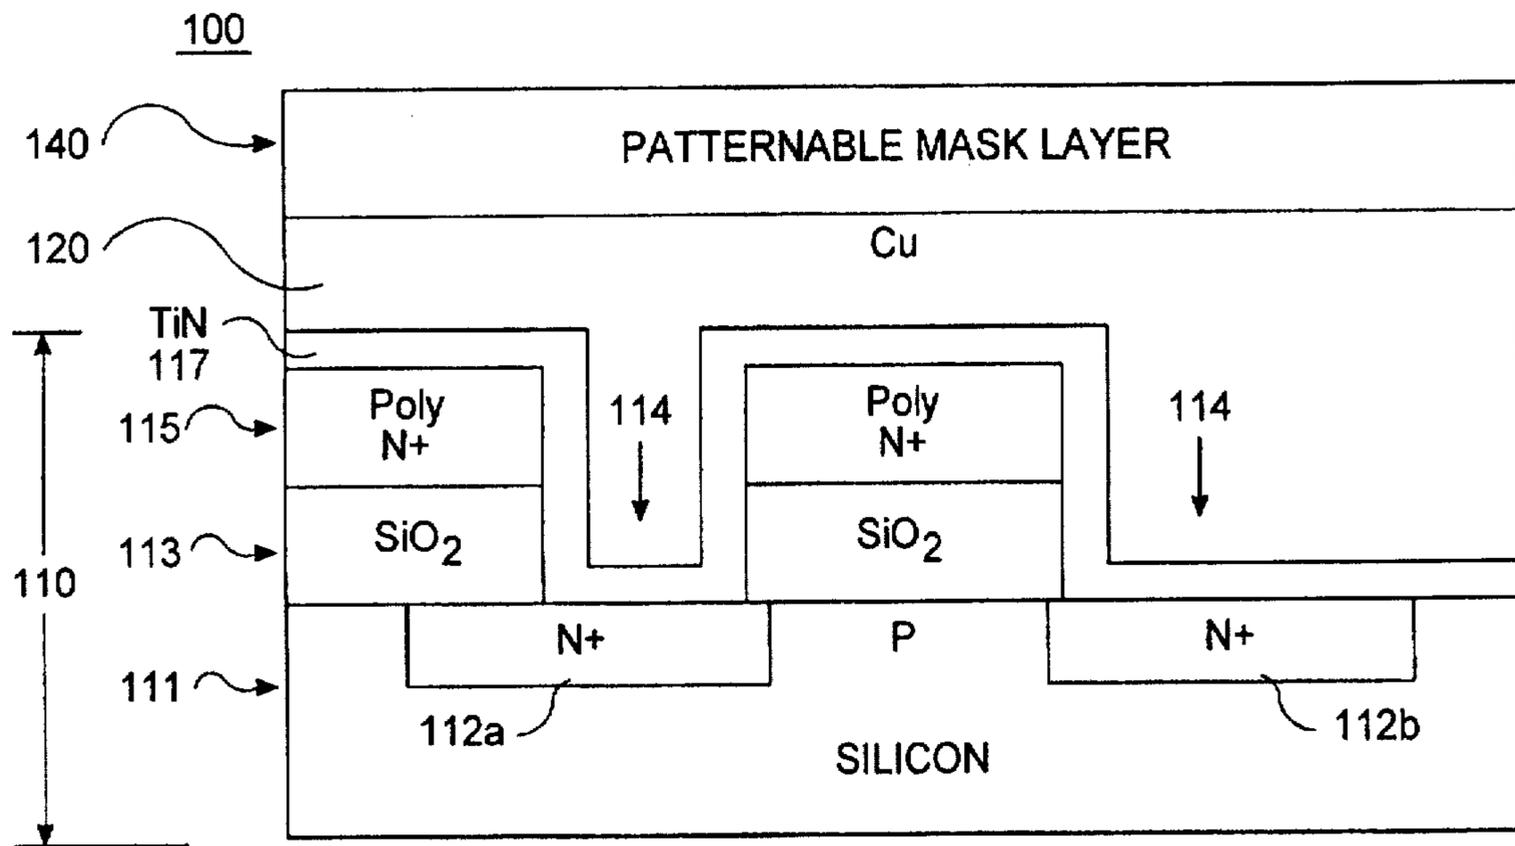 100
140
PATTERNABLE MASK LAYER
120
Cu
TiN
117
115
Poly
N+
114
Poly
N+
114
113
SiO2
SiO2
110
111
N+
P
N+
112a
112b
SILICON